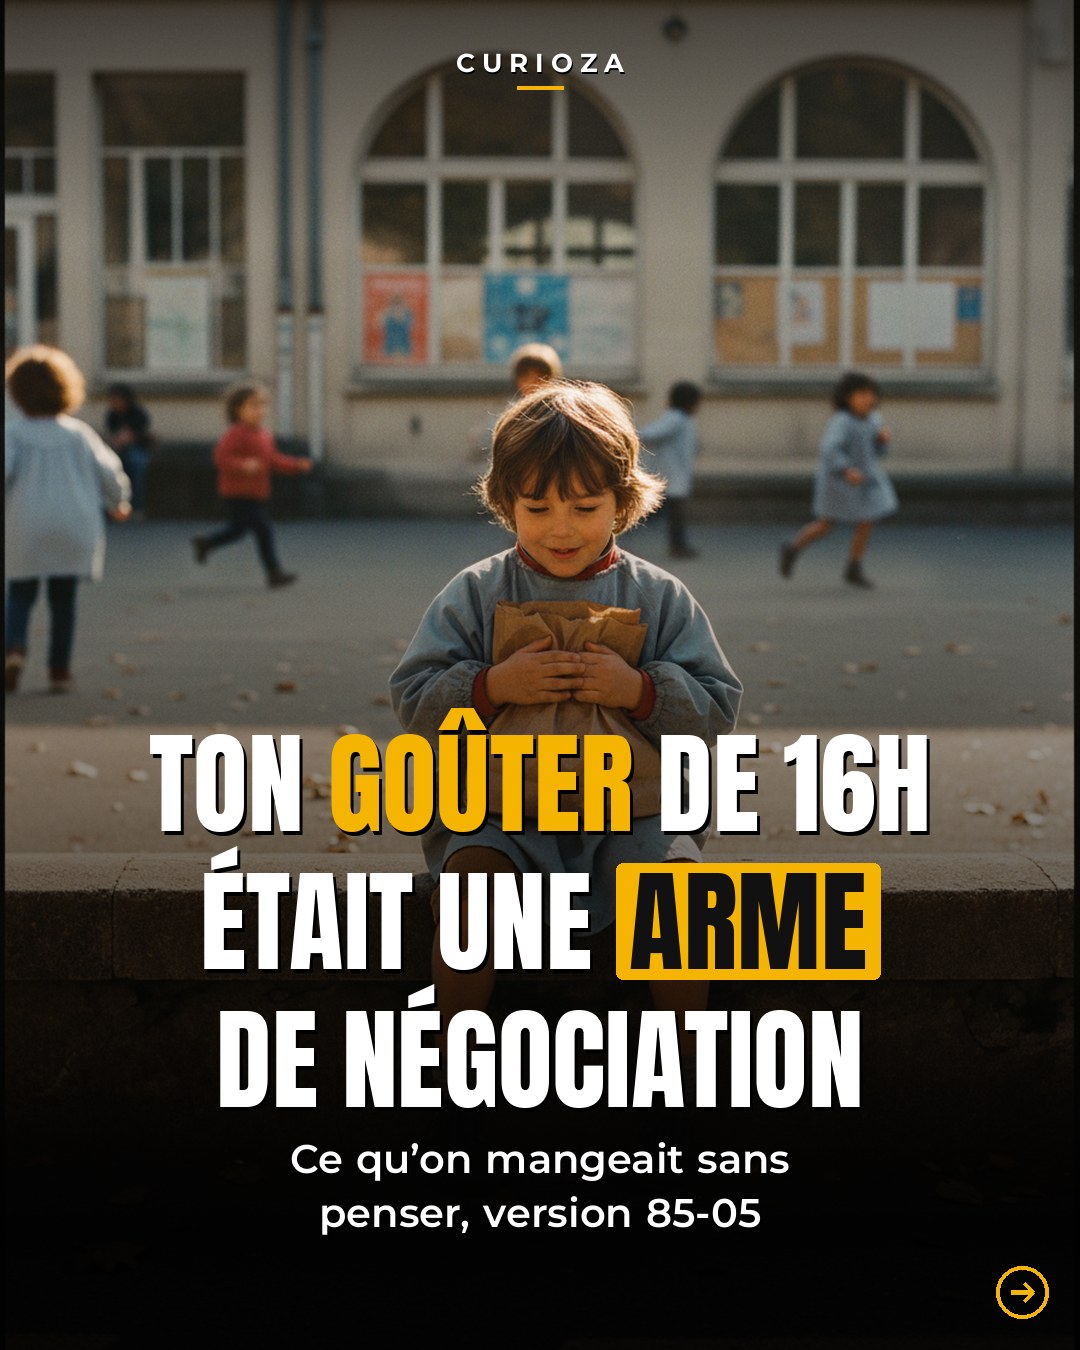 CURIOZA
TON GOÛTER DE 16H
ÉTAIT UNE ARME
DE NÉGOCIATION
Ce qu’on mangeait sans
penser, version 85-05